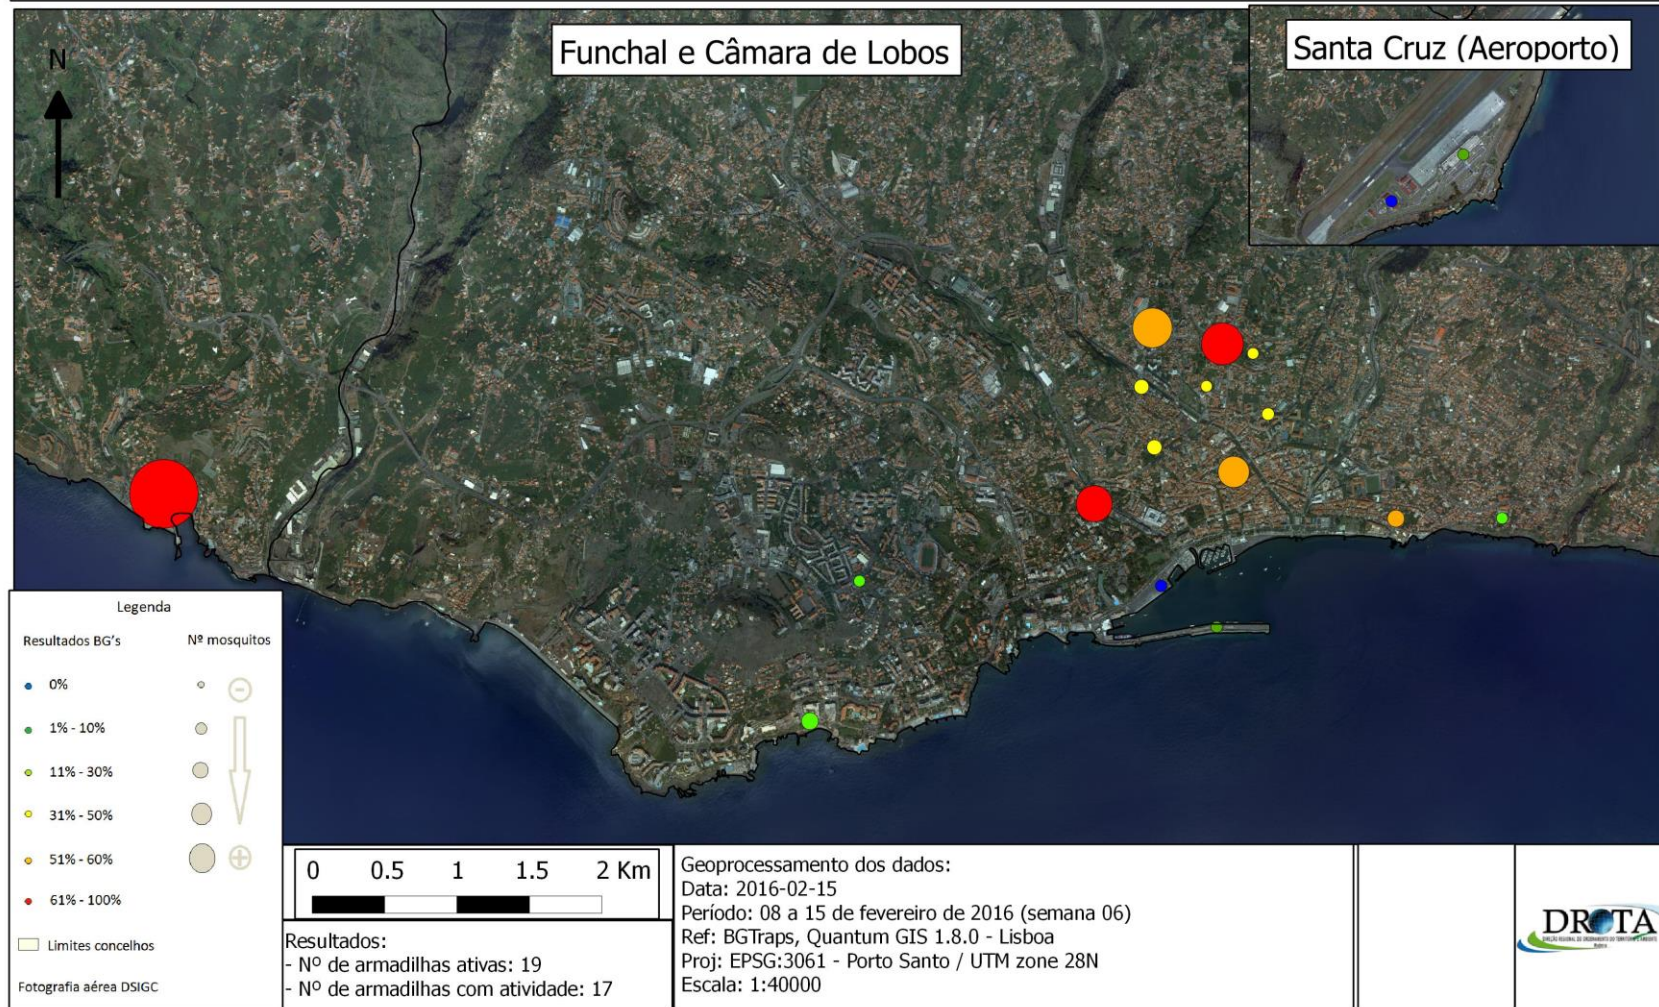 Funchal e Câmara de Lobos
Santa Cruz (Aeroporto)
N
Legenda
Resultados BG's
Nº mosquitos
0%
1% - 10%
11% - 30%
31% - 50%
51% - 60%
61% - 100%
Limites concelhos
Fotografia aérea DSIGC
0 0.5 1 1.5 2 Km
Resultados:
- Nº de armadilhas ativas: 19
- Nº de armadilhas com atividade: 17
Geoprocessamento dos dados:
Data: 2016-02-15
Período: 08 a 15 de fevereiro de 2016 (semana 06)
Ref: BGTraps, Quantum GIS 1.8.0 - Lisboa
Proj: EPSG:3061 - Porto Santo / UTM zone 28N
Escala: 1:40000
DROTA